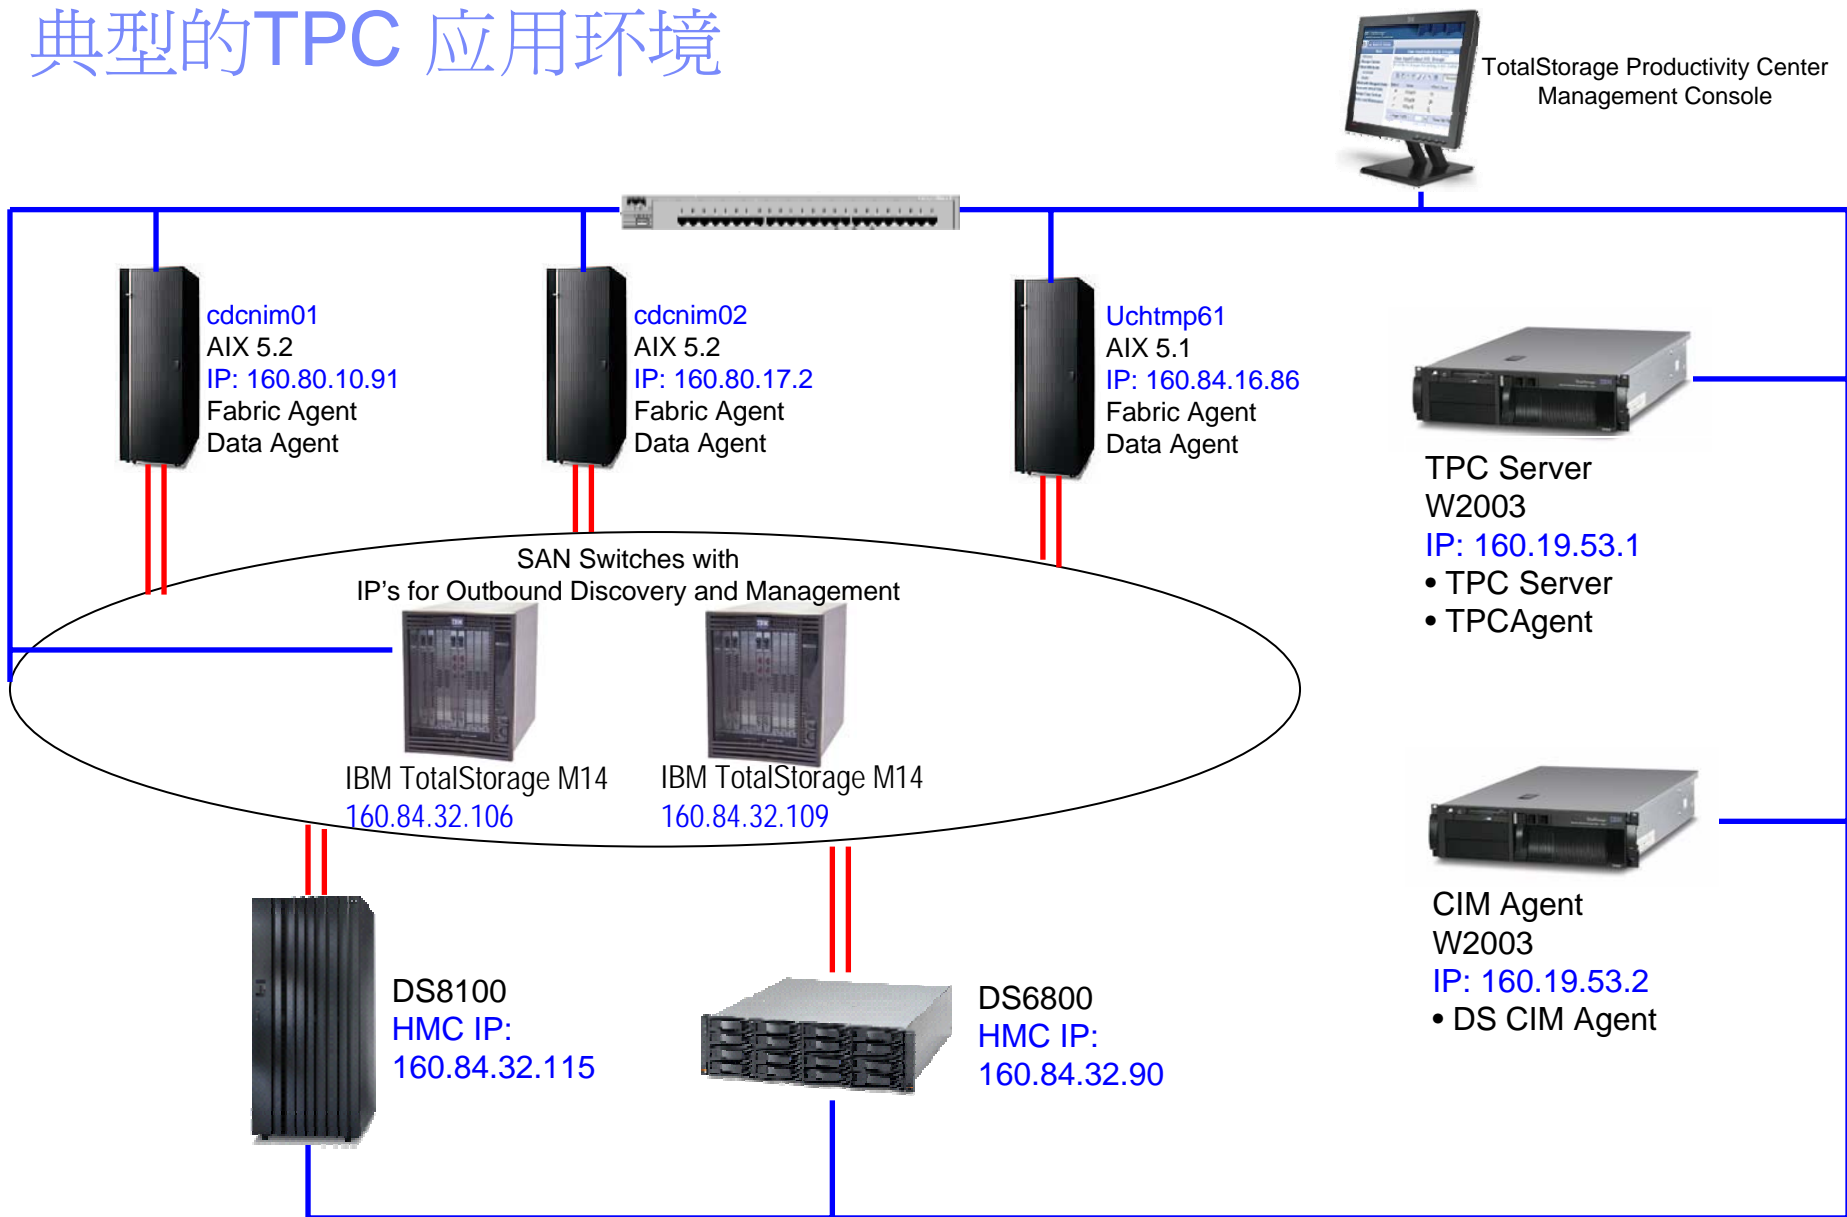 典型的TPC 应用环境
TotalStorage Productivity Center
Management Console
cdcnim01
AIX 5.2
IP: 160.80.10.91
Fabric Agent
Data Agent
cdcnim02
AIX 5.2
IP: 160.80.17.2
Fabric Agent
Data Agent
Uchtmp61
AIX 5.1
IP: 160.84.16.86
Fabric Agent
Data Agent
TPC Server
W2003
IP: 160.19.53.1
• TPC Server
• TPCAgent
SAN Switches with
IP's for Outbound Discovery and Management
IBM TotalStorage M14
160.84.32.106
IBM TotalStorage M14
160.84.32.109
CIM Agent
W2003
IP: 160.19.53.2
• DS CIM Agent
DS8100
HMC IP:
160.84.32.115
DS6800
HMC IP:
160.84.32.90